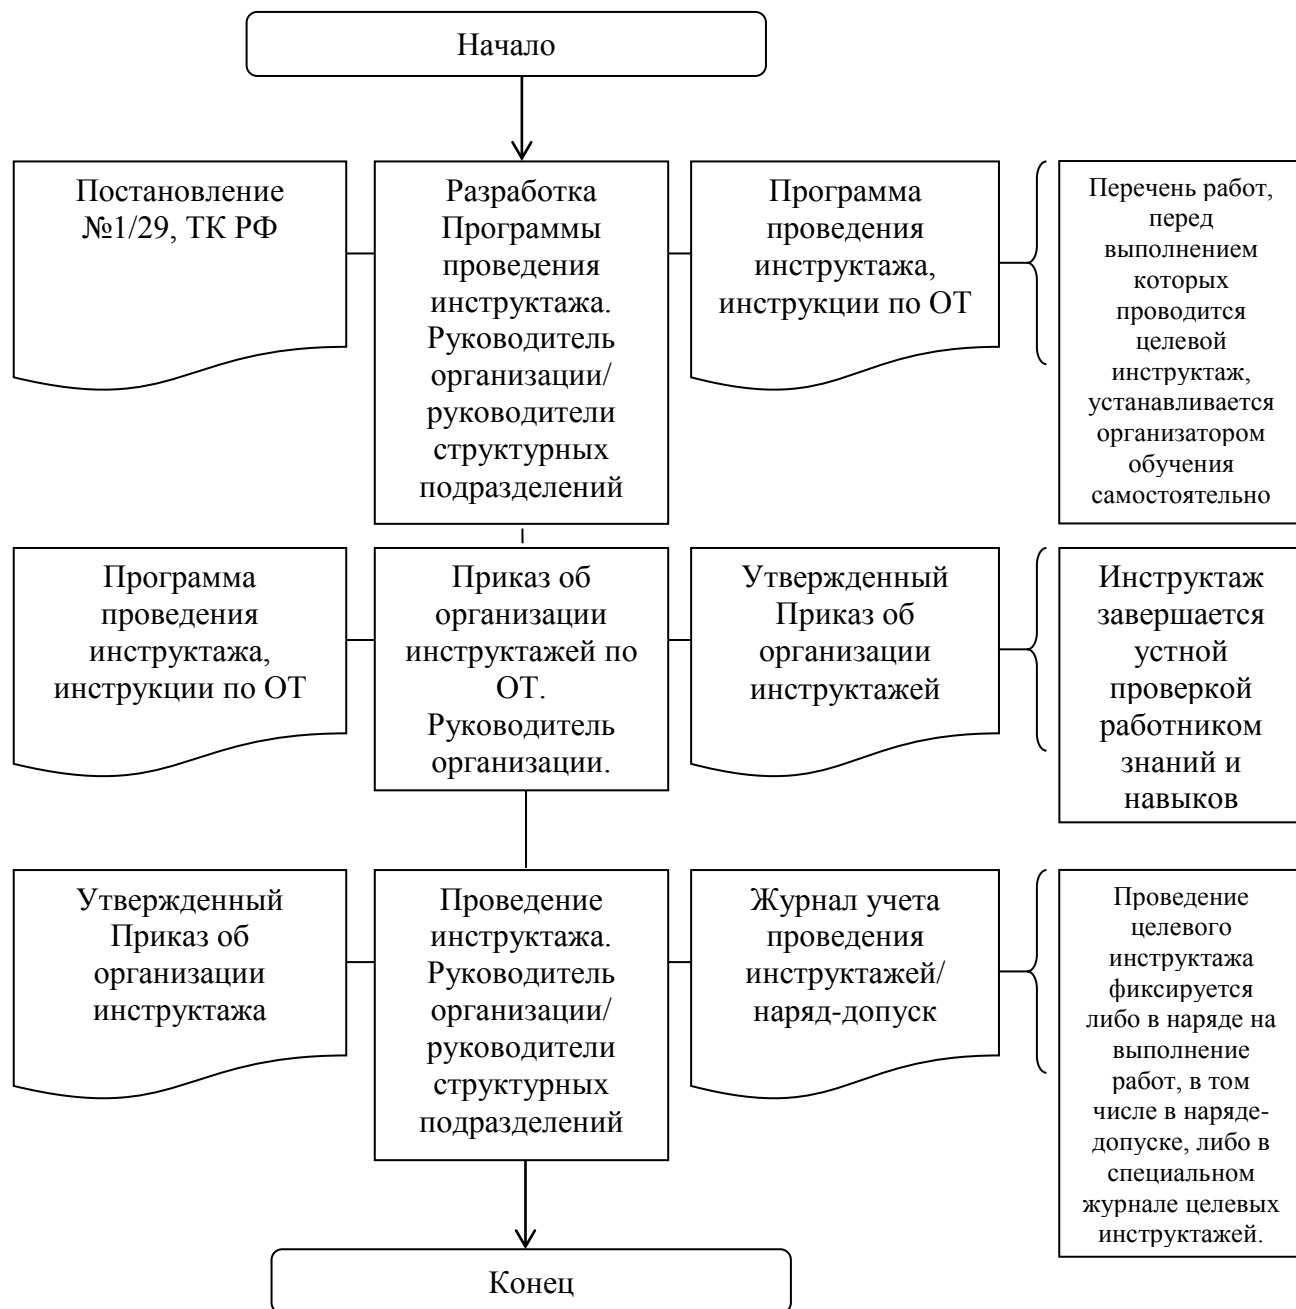 Начало
Постановление
№1/29, ТК РФ
Разработка
Программы
проведения
инструктажа.
Руководитель
организации/
руководители
структурных
подразделений
Программа
проведения
инструктажа,
инструкции по ОТ
Перечень работ,
перед
выполнением
которых
проводится
целевой
инструктаж,
устанавливается
организатором
обучения
самостоятельно
Программа
проведения
инструктажа,
инструкции по ОТ
Приказ об
организации
инструктажей по
ОТ.
Руководитель
организации.
Утвержденный
Приказ об
организации
инструктажей
Инструктаж
завершается
устной
проверкой
работником
знаний и
навыков
Утвержденный
Приказ об
организации
инструктажа
Проведение
инструктажа.
Руководитель
организации/
руководители
структурных
подразделений
Журнал учета
проведения
инструктажей/
наряд-допуск
Проведение
целевого
инструктажа
фиксируется
либо в наряде на
выполнение
работ, в том
числе в наряде-
допуске, либо в
специальном
журнале целевых
инструктажей.
Конец